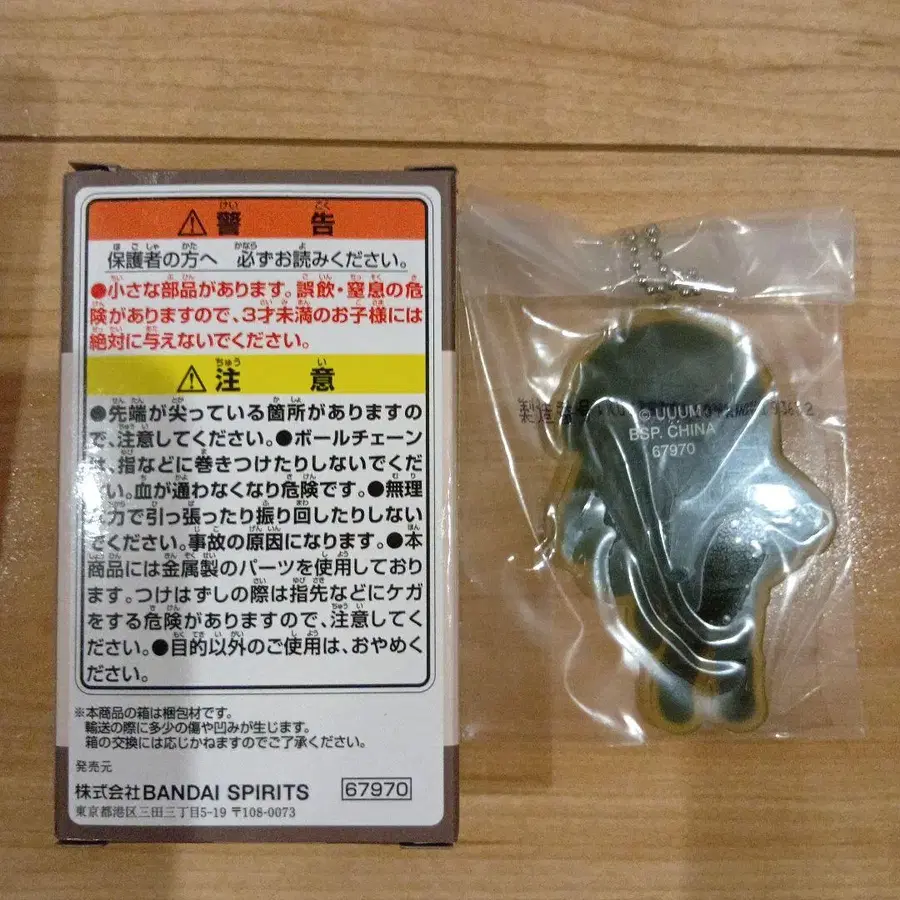 警告
保護者の方へ 必ずお読みください。
●小さな部品があります。誤飲・窒息の危
険がありますので、3才未満のお子様には
絶対に与えないでください。
注意
●先端が尖っている箇所がありますの
で、注意してください。●ボールチェーン
は、指などに巻きつけたりしないでくだ
さい。血が通わなくなり危険です。●無理
な力で引っ張ったり振り回したりしない
でください。事故の原因になります。●本
商品には金属製のパーツを使用しており
ます。つけはずしの際は指先などにケガ
をする危険がありますので、注意してく
ださい。●目的以外のご使用は、おやめく
ださい。
※本商品の箱は梱包材です。
輸送の際に多少の傷や凹みが生じます。
箱の交換には応じかねますのでご了承ください。
発売元
株式会社BANDAI SPIRITS 67970
東京都港区三田三丁目5-19 〒108-0073
製造番号
© UUUM
BSP. CHINA
67970